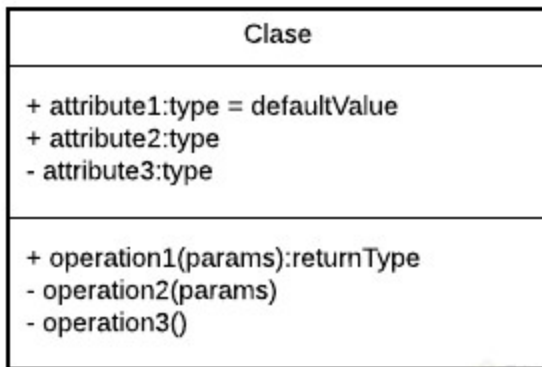 Clase
+ attribute1:type = defaultValue
+ attribute2:type
- attribute3:type
+ operation1(params):returnType
- operation2(params)
- operation3()